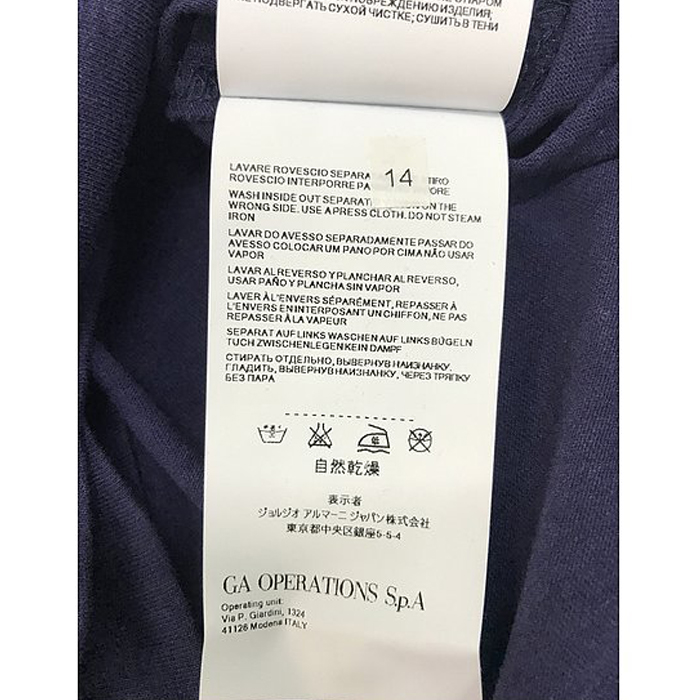 ПОВРЕЖДЕНИЮ ИЗДЕЛИЯ;
ПОДВЕРГАТЬ СУХОЙ ЧИСТКЕ; СУШИТЬ В ТЕНИ
14
LAVARE ROVESCIO SEPARA TIRO
ROVESCIO INTERPORRE PA ORE
WASH INSIDE OUT SEPARAT ON THE
WRONG SIDE. USE A PRESS CLOTH. DO NOT STEAM
IRON
LAVAR DO AVESSO SEPARADAMENTE PASSAR DO
AVESSO COLOCAR UM PANO POR CIMA NÃO USAR
VAPOR
LAVAR AL REVERSO Y PLANCHAR AL REVERSO,
USAR PAÑO Y PLANCHA SIN VAPOR
LAVER À L'ENVERS SÉPARÉMENT, REPASSER À
L'ENVERS EN INTERPOSANT UN CHIFFON, NE PAS
REPASSER À LA VAPEUR
SEPARAT AUF LINKS WASCHEN AUF LINKS BÜGELN
TUCH ZWISCHENLEGEN KEIN DAMPF
СТИРАТЬ ОТДЕЛЬНО, ВЫВЕРНУВ НАИЗНАНКУ.
ГЛАДИТЬ, ВЫВЕРНУВ НАИЗНАНКУ, ЧЕРЕЗ ТРЯПКУ
БЕЗ ПАРА
自然乾燥
表示者
ジョルジオ アルマーニ ジャパン株式会社
東京都中央区銀座5-5-4
GA OPERATIONS S.p.A
Operating unit:
Via P. Giardini, 1324
41126 Modena ITALY